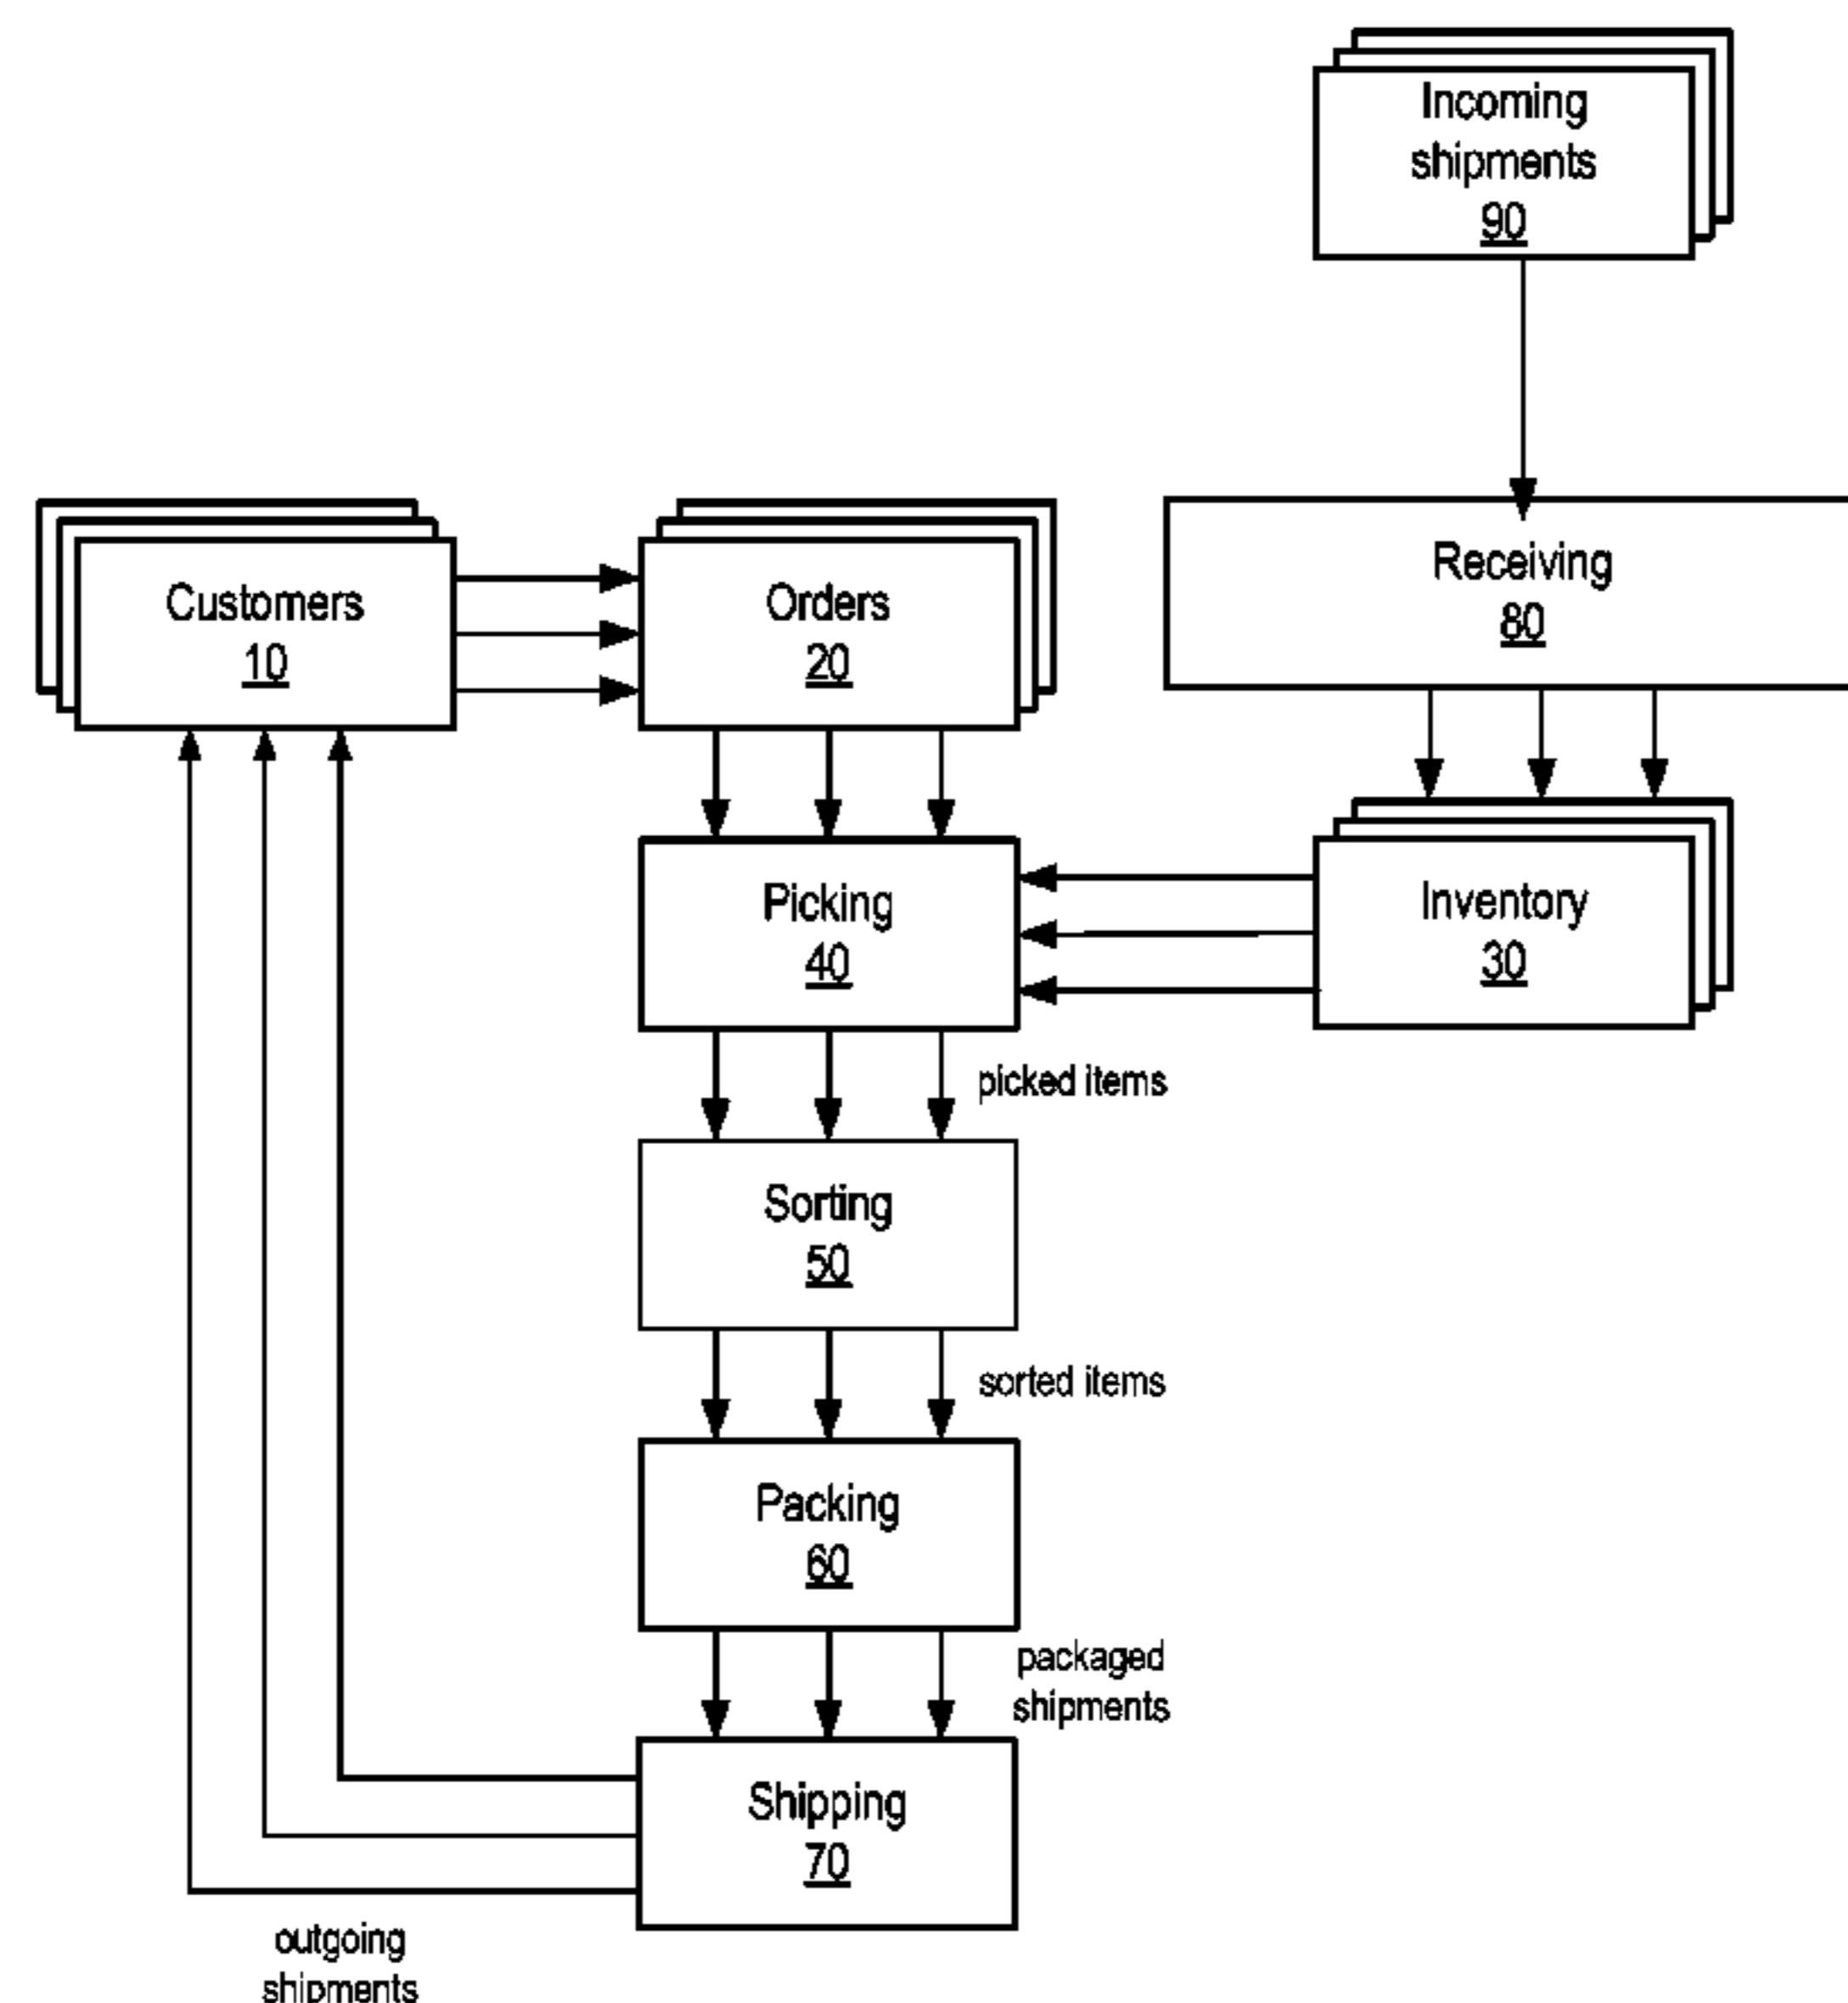 Incoming
shipments
90
Customers
10
Orders
20
Receiving
80
Picking
40
Inventory
30
picked items
Sorting
50
sorted items
Packing
60
packaged
shipments
Shipping
70
outgoing
shipments